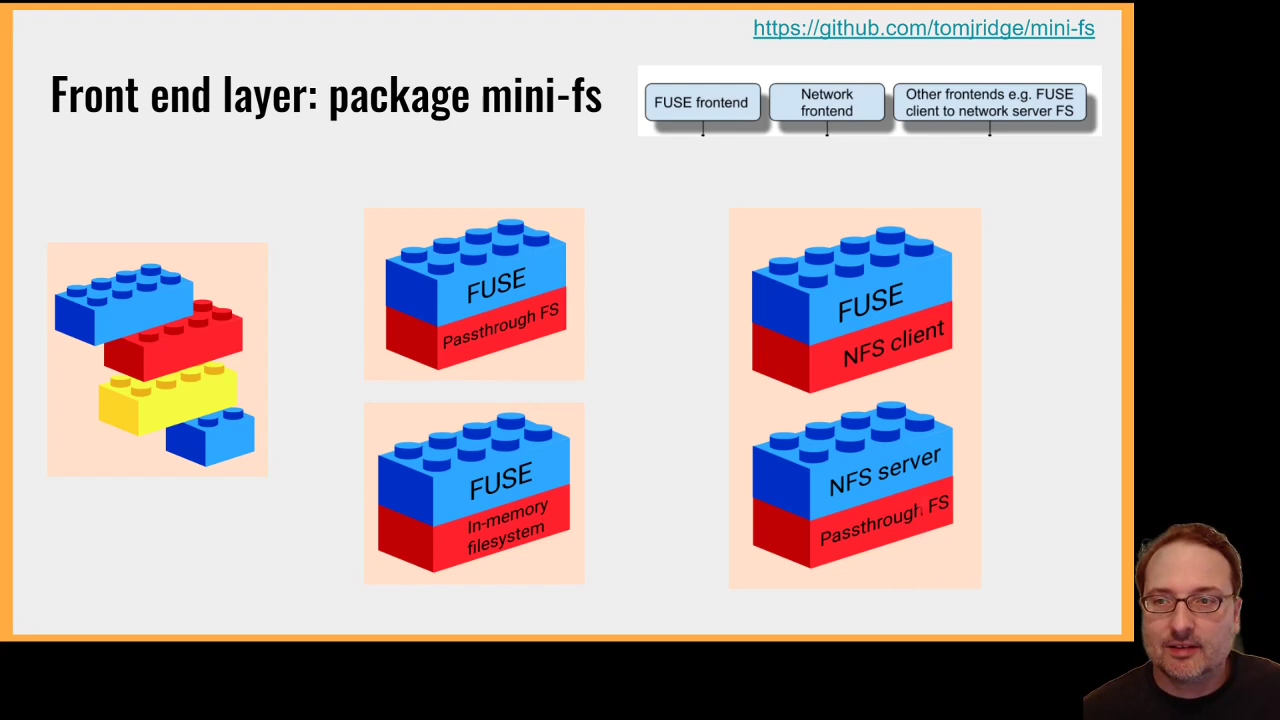 https://github.com/tomjridge/mini-fs
Front end layer: package mini-fs
FUSE frontend
Network
frontend
Other frontends e.g. FUSE
client to network server FS
FUSE
Passthrough FS
FUSE
In-memory
filesystem
FUSE
NFS client
NFS server
Passthrough FS